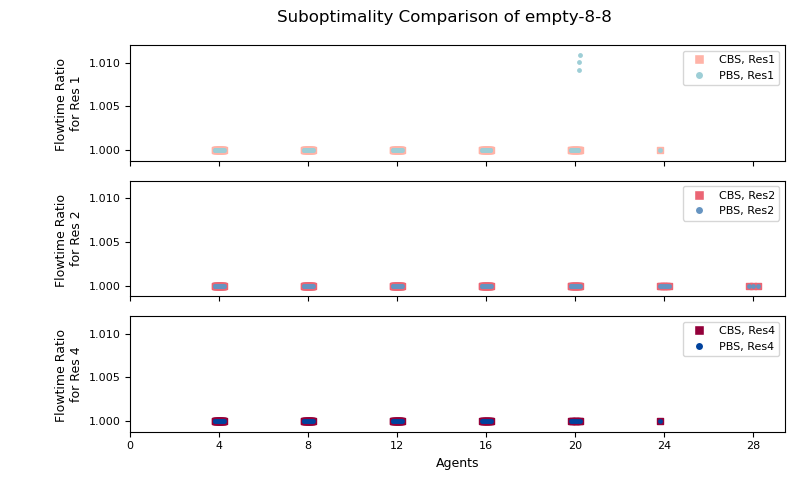 Suboptimality Comparison of empty-8-8
Flowtime Ratio
for Res 1
1.010
1.005
1.000
CBS, Res1
PBS, Res1
Flowtime Ratio
for Res 2
1.010
1.005
1.000
CBS, Res2
PBS, Res2
Flowtime Ratio
for Res 4
1.010
1.005
1.000
CBS, Res4
PBS, Res4
0 4 8 12 16 20 24 28
Agents